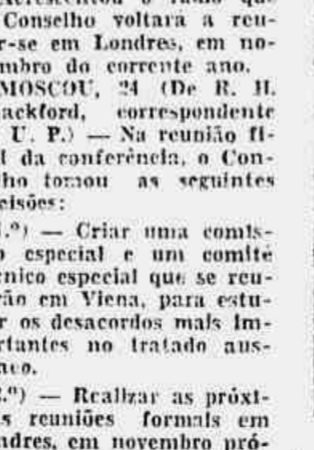 Acrescentou o rádio que
Conselho voltará a reu-
r-se em Londres, em no-
mbro do corrente ano.
MOSCOU, 24 (De R. H.
ackford, correspondente
U. P.) — Na reunião fi-
l da conferência, o Con-
lho tomou as seguintes
cisões:
.º) — Criar uma comis-
o especial e um comité
nico especial que se reu-
rão em Viena, para estu-
r os desacordos mais im-
rtantes no tratado aus-
aco.
.º) — Realizar as próxi-
s reuniões formais em
ndres, em novembro pró-